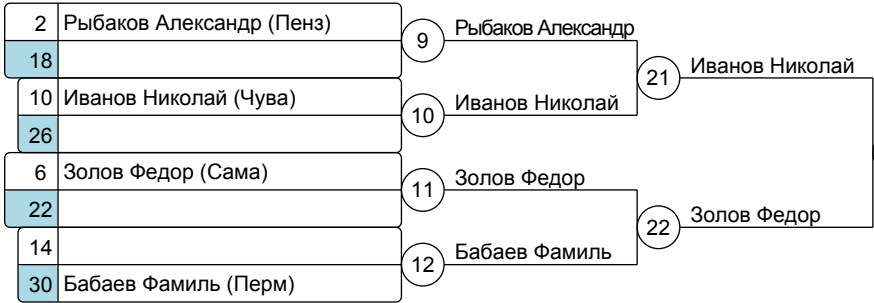 2 Рыбаков Александр (Пенз)
18
9 Рыбаков Александр
10 Иванов Николай (Чува)
26
10 Иванов Николай
21 Иванов Николай
6 Золов Федор (Сама)
22
11 Золов Федор
14
30 Бабаев Фамиль (Перм)
12 Бабаев Фамиль
22 Золов Федор